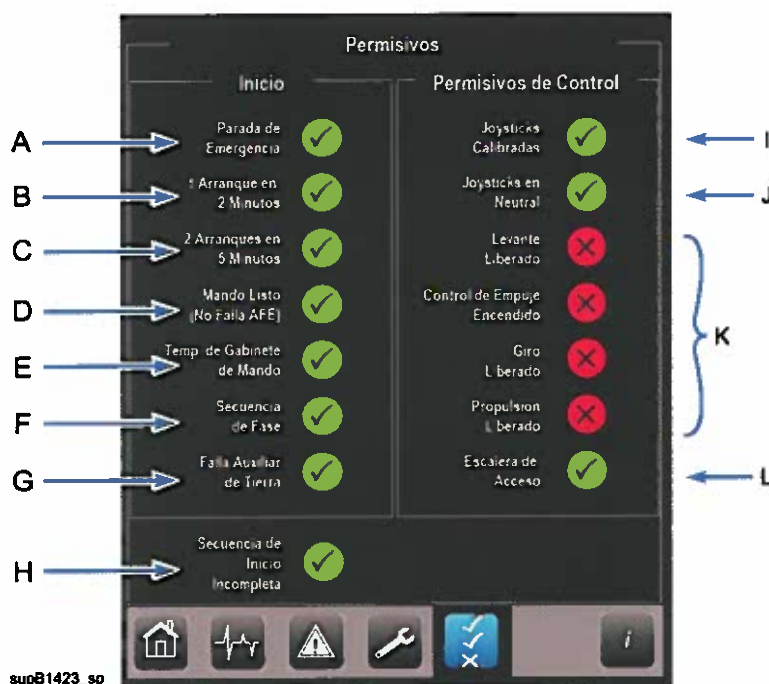 Permisivos
Inicio
Permisivos de Control
A
Parada de
Emergencia
B
1 Arranque en
2 Minutos
C
2 Arranques en
5 Minutos
D
Mando Listo
(No Falla AFE)
E
Temp. de Gabinete
de Mando
F
Secuencia
de Fase
G
Falla Auxiliar
de Tierra
H
Secuencia de
Inicio
Incompleta
Joysticks
Calibradas
I
Joysticks en
Neutral
J
Levante
Liberado
Control de Empuje
Encendido
Giro
Liberado
Propulsion
Liberado
K
Escalera de
Acceso
L
i
supB1423_sp